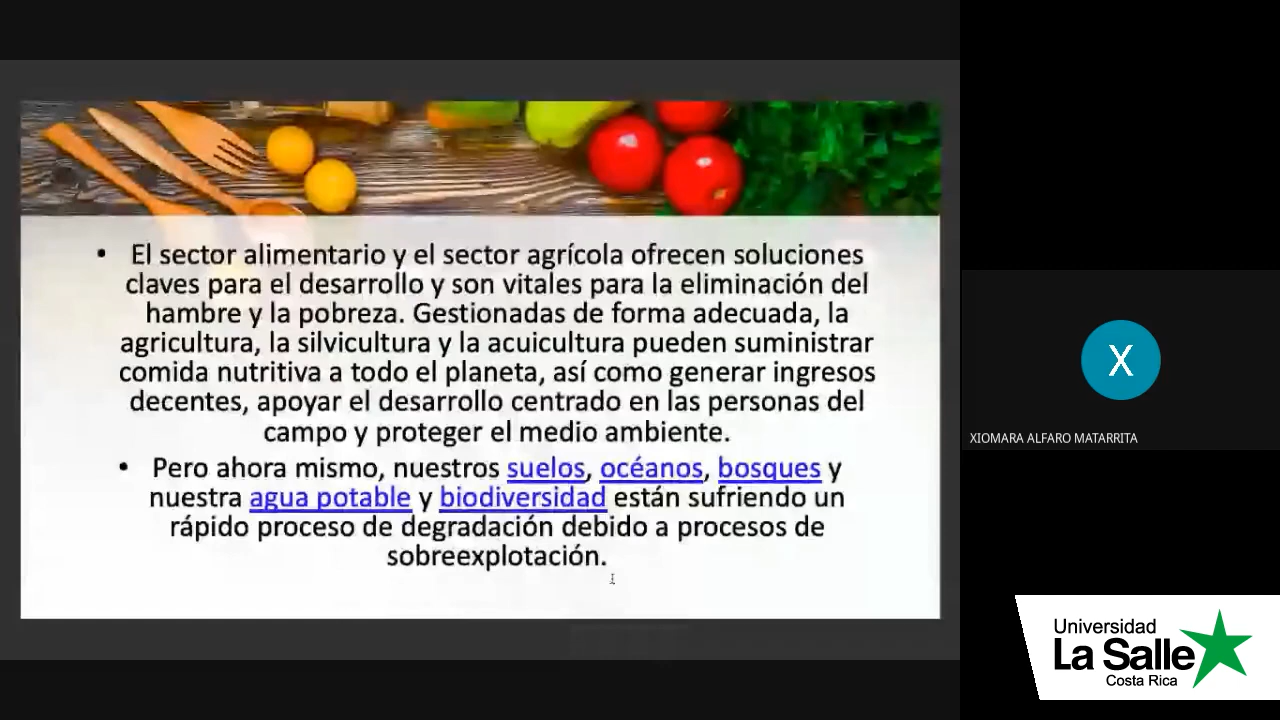 • El sector alimentario y el sector agrícola ofrecen soluciones
claves para el desarrollo y son vitales para la eliminación del
hambre y la pobreza. Gestionadas de forma adecuada, la
agricultura, la silvicultura y la acuicultura pueden suministrar
comida nutritiva a todo el planeta, así como generar ingresos
decentes, apoyar el desarrollo centrado en las personas del
campo y proteger el medio ambiente.
• Pero ahora mismo, nuestros suelos, océanos, bosques y
nuestra agua potable y biodiversidad están sufriendo un
rápido proceso de degradación debido a procesos de
sobreexplotación.
X
XIOMARA ALFARO MATARRITA
Universidad
La Salle
Costa Rica